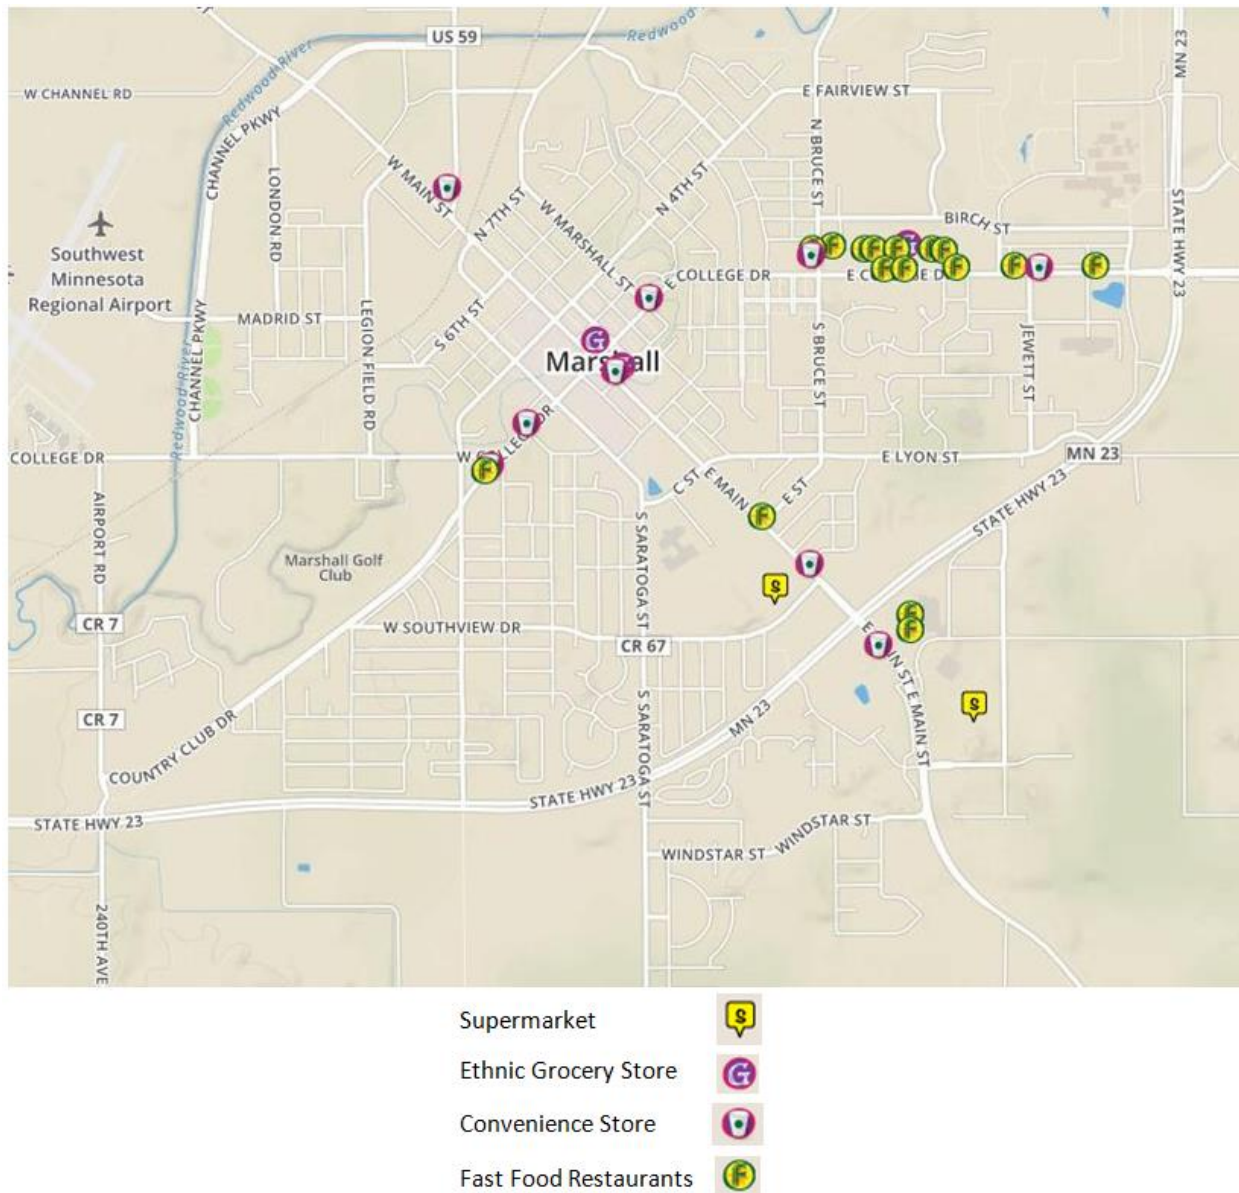 US 59
Redwood River
MN 23
W CHANNEL RD
Redwood River
CHANNEL PKWY
E FAIRVIEW ST
N BRUCE ST
LONDON RD
W MAIN ST
N 7TH ST
W MARSHALL ST
N 4TH ST
BIRCH ST
STATE HWY 23
Southwest
Minnesota
Regional Airport
COLLEGE DR
MADRID ST
S 6TH ST
LEGION FIELD RD
CHANNEL PKWY
Redwood River
Marshall
S BRUCE ST
JEWETT ST
COLLEGE DR
E LYON ST
MN 23
C ST
E MAIN
E ST
STATE HWY 23
AIRPORT RD
S SARATOGA ST
Marshall Golf
Club
CR 7
W SOUTHVIEW DR
CR 67
CR 7
COUNTRY CLUB DR
S SARATOGA ST
MN 23
IN ST E MAIN ST
STATE HWY 23
STATE HWY 23
WINDSTAR ST
WINDSTAR ST
240TH AVE
Supermarket
S
Ethnic Grocery Store
G
Convenience Store
Fast Food Restaurants
F